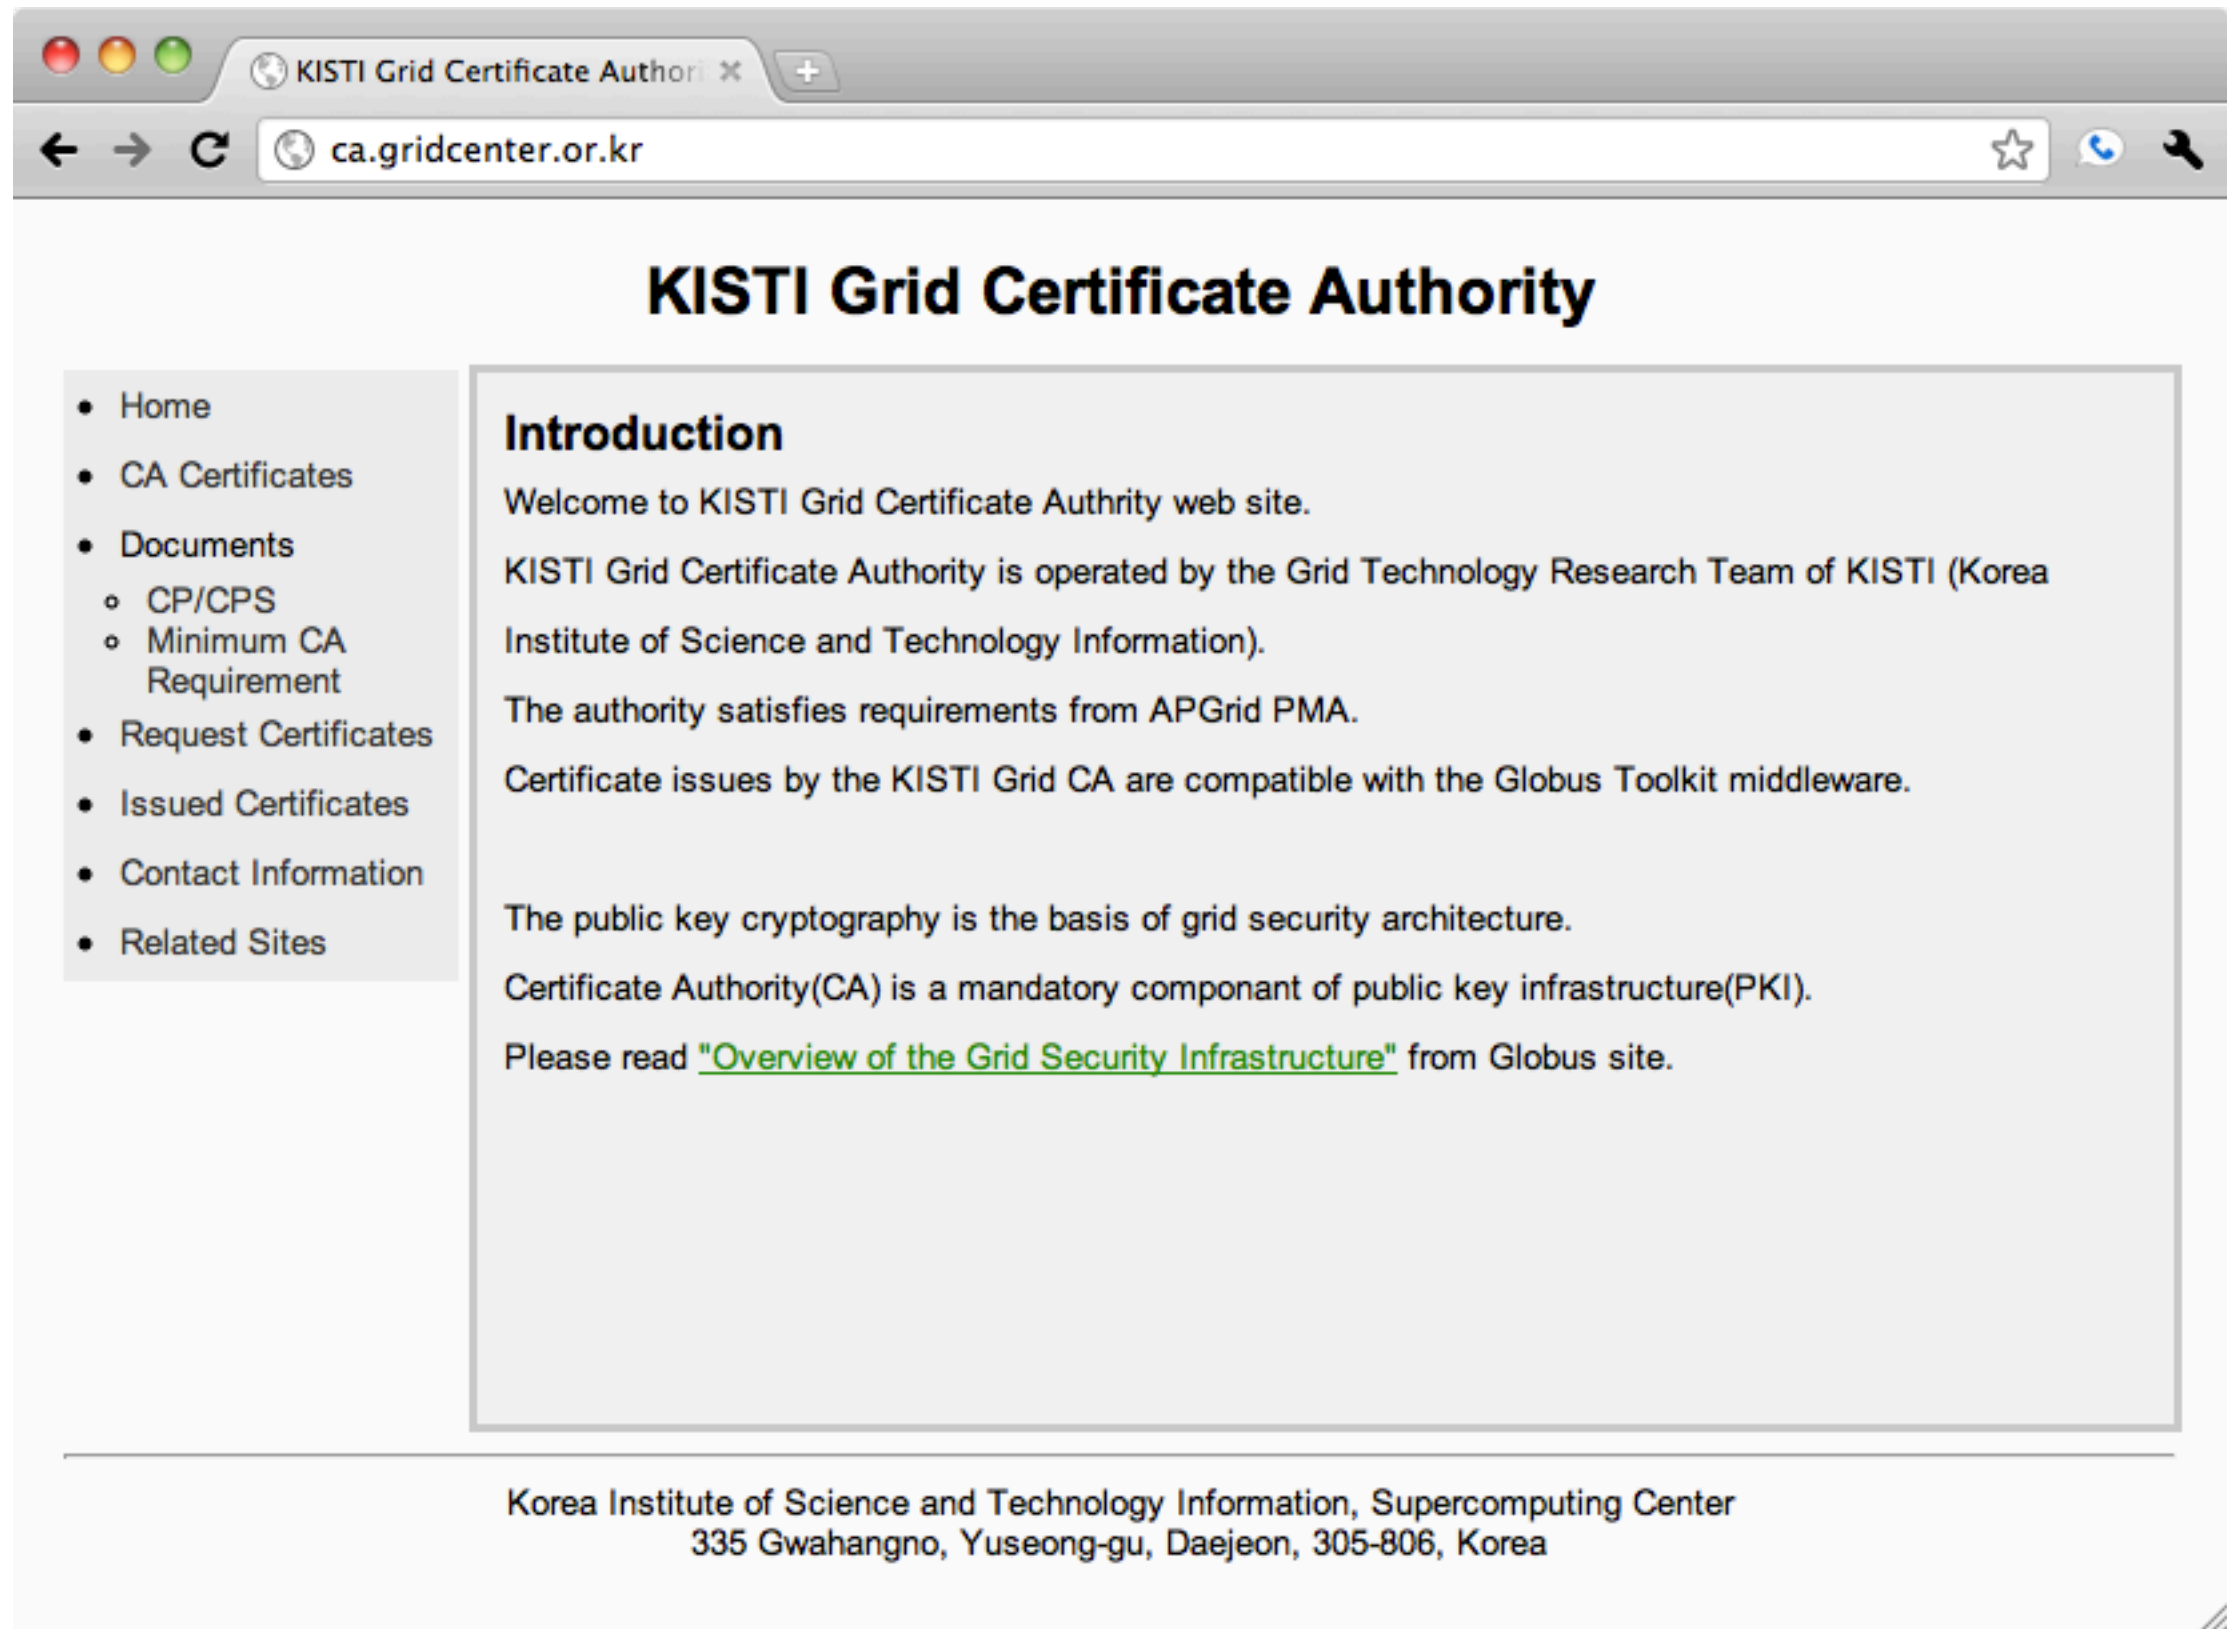 KISTI Grid Certificate Authori
ca.gridcenter.or.kr
KISTI Grid Certificate Authority
Home
CA Certificates
Documents
CP/CPS
Minimum CA
Requirement
Request Certificates
Issued Certificates
Contact Information
Related Sites
Introduction
Welcome to KISTI Grid Certificate Authrity web site.
KISTI Grid Certificate Authority is operated by the Grid Technology Research Team of KISTI (Korea
Institute of Science and Technology Information).
The authority satisfies requirements from APGrid PMA.
Certificate issues by the KISTI Grid CA are compatible with the Globus Toolkit middleware.
The public key cryptography is the basis of grid security architecture.
Certificate Authority(CA) is a mandatory componant of public key infrastructure(PKI).
Please read "Overview of the Grid Security Infrastructure" from Globus site.
Korea Institute of Science and Technology Information, Supercomputing Center
335 Gwahangno, Yuseong-gu, Daejeon, 305-806, Korea